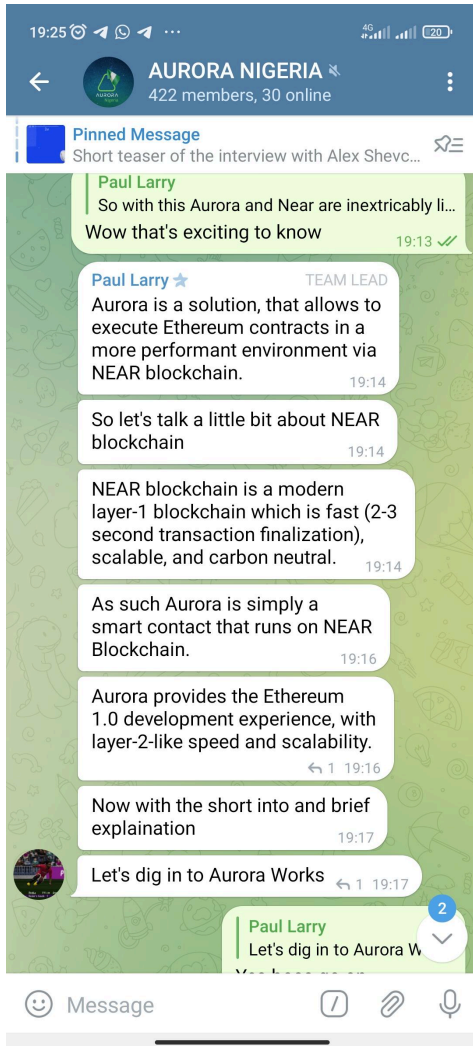 19:25
4G
20
AURORA NIGERIA
422 members, 30 online
AURORA
Nigeria
Pinned Message
Short teaser of the interview with Alex Shevc...
Paul Larry
So with this Aurora and Near are inextricably li...
Wow that's exciting to know
19:13
Paul Larry
TEAM LEAD
Aurora is a solution, that allows to
execute Ethereum contracts in a
more performant environment via
NEAR blockchain.
19:14
So let's talk a little bit about NEAR
blockchain
19:14
NEAR blockchain is a modern
layer-1 blockchain which is fast (2-3
second transaction finalization),
scalable, and carbon neutral.
19:14
As such Aurora is simply a
smart contact that runs on NEAR
Blockchain.
19:16
Aurora provides the Ethereum
1.0 development experience, with
layer-2-like speed and scalability.
1 19:16
Now with the short into and brief
explaination
19:17
Let's dig in to Aurora Works
1 19:17
2
Paul Larry
Let's dig in to Aurora W
Message